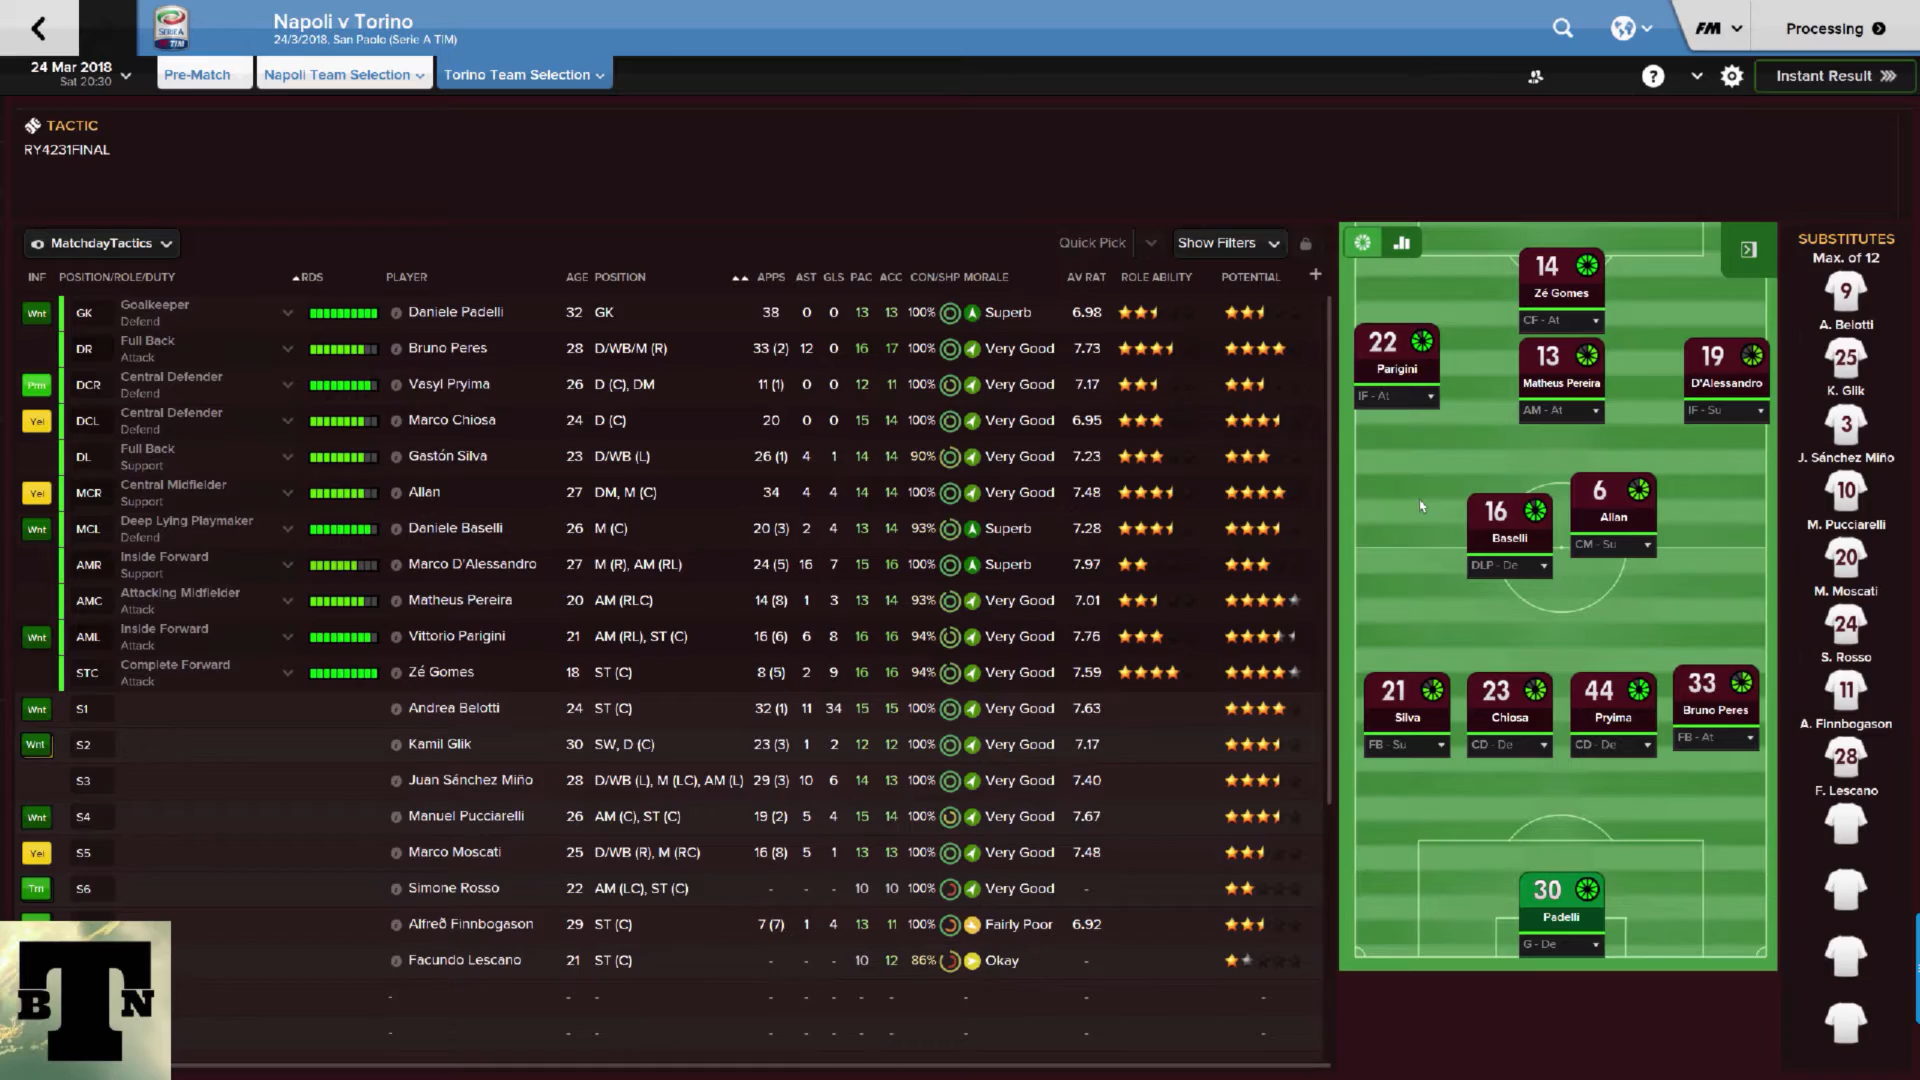 Napoli v Torino
24/3/2018, San Paolo (Serie A TIM)
SERIE A
TIM
FM
Processing
24 Mar 2018
Sat 20:30
Pre-Match
Napoli Team Selection
Torino Team Selection
?
Instant Result
TACTIC
RY4231FINAL
MatchdayTactics
Quick Pick
Show Filters
INF POSITION/ROLE/DUTY RDS PLAYER AGE POSITION APPS AST GLS PAC ACC CON/SHP MORALE AV RAT ROLE ABILITY POTENTIAL +
Wnt GK Goalkeeper Defend Daniele Padelli 32 GK 38 0 0 13 13 100% Superb 6.98
DR Full Back Attack Bruno Peres 28 D/WB/M (R) 33 (2) 12 0 16 17 100% Very Good 7.73
Prm DCR Central Defender Defend Vasyl Pryima 26 D (C), DM 11 (1) 0 0 12 11 100% Very Good 7.17
Yel DCL Central Defender Defend Marco Chiosa 24 D (C) 20 0 0 15 14 100% Very Good 6.95
DL Full Back Support Gastón Silva 23 D/WB (L) 26 (1) 4 1 14 14 90% Very Good 7.23
Yel MCR Central Midfielder Support Allan 27 DM, M (C) 34 4 4 14 14 100% Very Good 7.48
Wnt MCL Deep Lying Playmaker Defend Daniele Baselli 26 M (C) 20 (3) 2 4 13 14 93% Superb 7.28
AMR Inside Forward Support Marco D'Alessandro 27 M (R), AM (RL) 24 (5) 16 7 15 16 100% Superb 7.97
AMC Attacking Midfielder Attack Matheus Pereira 20 AM (RLC) 14 (8) 1 3 13 14 93% Very Good 7.01
Wnt AML Inside Forward Attack Vittorio Parigini 21 AM (RL), ST (C) 16 (6) 6 8 16 16 94% Very Good 7.76
STC Complete Forward Attack Zé Gomes 18 ST (C) 8 (5) 2 9 16 16 94% Very Good 7.59
Wnt S1 Andrea Belotti 24 ST (C) 32 (1) 11 34 15 15 100% Very Good 7.63
Wnt S2 Kamil Glik 30 SW, D (C) 23 (3) 1 2 12 12 100% Very Good 7.17
S3 Juan Sánchez Miño 28 D/WB (L), M (LC), AM (L) 29 (3) 10 6 14 13 100% Very Good 7.40
Wnt S4 Manuel Pucciarelli 26 AM (C), ST (C) 19 (2) 5 4 15 14 100% Very Good 7.67
Yel S5 Marco Moscati 25 D/WB (R), M (RC) 16 (8) 5 1 13 13 100% Very Good 7.48
Trn S6 Simone Rosso 22 AM (LC), ST (C) - - - 10 10 100% Very Good -
Alfreð Finnbogason 29 ST (C) 7 (7) 1 4 13 11 100% Fairly Poor 6.92
Facundo Lescano 21 ST (C) - - - 10 12 86% Okay -
- - - - - - - - - - -
- - - - - - - - - - -
14
Zé Gomes
CF - At
22
Parigini
IF - At
13
Matheus Pereira
AM - At
19
D'Alessandro
IF - Su
16
Baselli
DLP - De
6
Allan
CM - Su
21
Silva
FB - Su
23
Chiosa
CD - De
44
Pryima
CD - De
33
Bruno Peres
FB - At
30
Padelli
G - De
SUBSTITUTES
Max. of 12
9
A. Belotti
25
K. Glik
3
J. Sánchez Miño
10
M. Pucciarelli
20
M. Moscati
24
S. Rosso
11
A. Finnbogason
28
F. Lescano
BTN